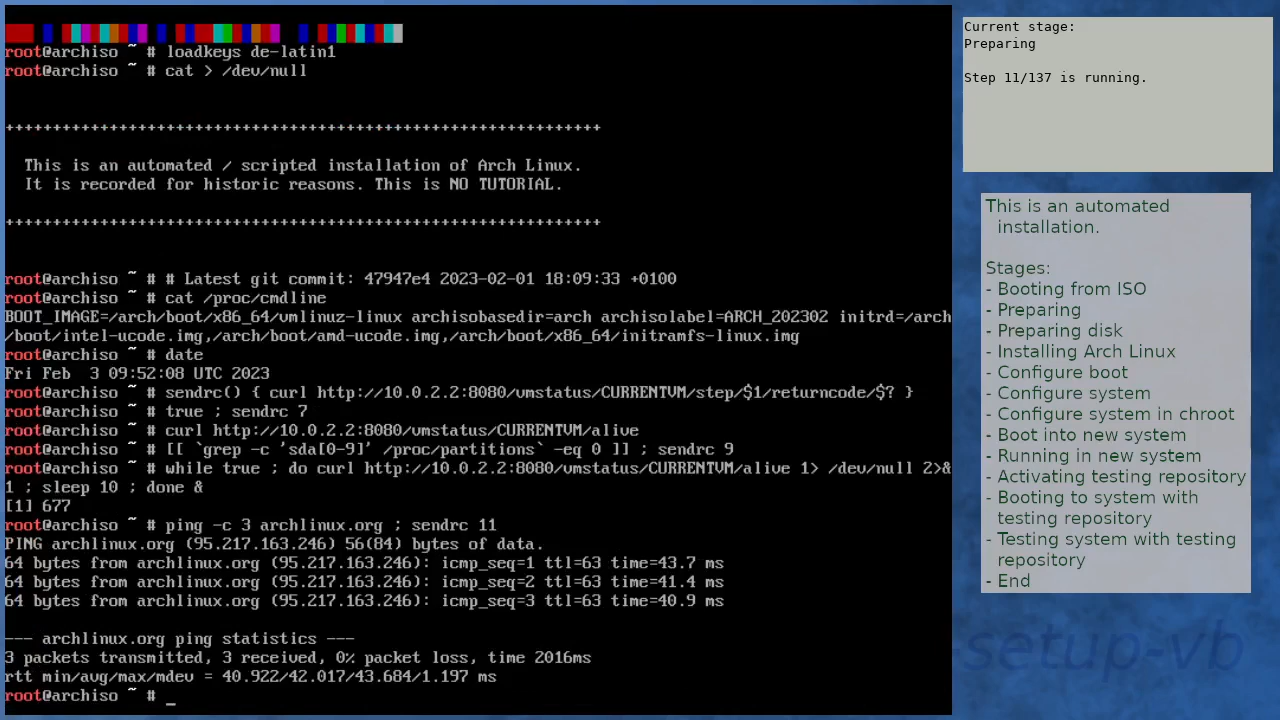 root@archiso ~ # loadkeys de-latin1
root@archiso ~ # cat > /dev/null
++++++++++++++++++++++++++++++++++++++++++++++++++++++++++++++++
This is an automated / scripted installation of Arch Linux.
It is recorded for historic reasons. This is NO TUTORIAL.
++++++++++++++++++++++++++++++++++++++++++++++++++++++++++++++++
root@archiso ~ # # Latest git commit: 47947e4 2023-02-01 18:09:33 +0100
root@archiso ~ # cat /proc/cmdline
BOOT_IMAGE=/arch/boot/x86_64/vmlinuz-linux archisobasedir=arch archisolabel=ARCH_202302 initrd=/arch
/boot/intel-ucode.img,/arch/boot/amd-ucode.img,/arch/boot/x86_64/initramfs-linux.img
root@archiso ~ # date
Fri Feb  3 09:52:08 UTC 2023
root@archiso ~ # sendrc() { curl http://10.0.2.2:8080/vmstatus/CURRENTVM/step/$1/returncode/$? }
root@archiso ~ # true ; sendrc 7
root@archiso ~ # curl http://10.0.2.2:8080/vmstatus/CURRENTVM/alive
root@archiso ~ # [[ `grep -c 'sda[0-9]' /proc/partitions` -eq 0 ]] ; sendrc 9
root@archiso ~ # while true ; do curl http://10.0.2.2:8080/vmstatus/CURRENTVM/alive 1> /dev/null 2>&
1 ; sleep 10 ; done &
[1] 677
root@archiso ~ # ping -c 3 archlinux.org ; sendrc 11
PING archlinux.org (95.217.163.246) 56(84) bytes of data.
64 bytes from archlinux.org (95.217.163.246): icmp_seq=1 ttl=63 time=43.7 ms
64 bytes from archlinux.org (95.217.163.246): icmp_seq=2 ttl=63 time=41.4 ms
64 bytes from archlinux.org (95.217.163.246): icmp_seq=3 ttl=63 time=40.9 ms
--- archlinux.org ping statistics ---
3 packets transmitted, 3 received, 0% packet loss, time 2016ms
rtt min/avg/max/mdev = 40.922/42.017/43.684/1.197 ms
root@archiso ~ # _
Current stage:
Preparing
Step 11/137 is running.
This is an automated
installation.
Stages:
- Booting from ISO
- Preparing
- Preparing disk
- Installing Arch Linux
- Configure boot
- Configure system
- Configure system in chroot
- Boot into new system
- Running in new system
- Activating testing repository
- Booting to system with
testing repository
- Testing system with testing
repository
- End
-setup-vb